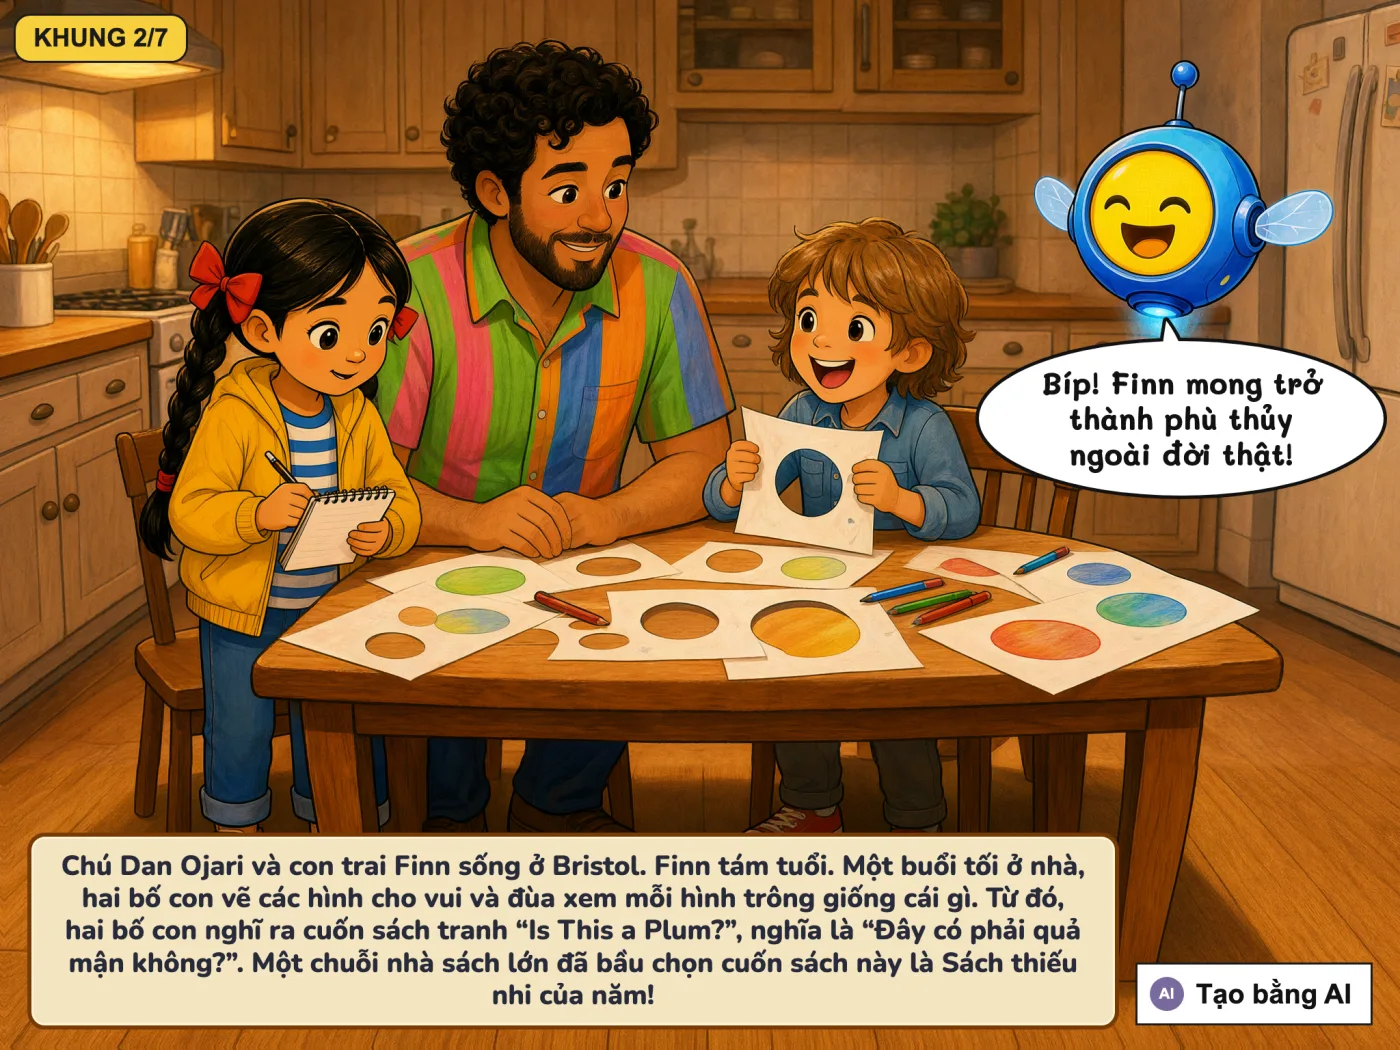 KHUNG 2/7
Bíp! Finn mong trở
thành phù thủy
ngoài đời thật!
Chú Dan Ojari và con trai Finn sống ở Bristol. Finn tám tuổi. Một buổi tối ở nhà,
hai bố con vẽ các hình cho vui và đùa xem mỗi hình trông giống cái gì. Từ đó,
hai bố con nghĩ ra cuốn sách tranh “Is This a Plum?”, nghĩa là “Đây có phải quả
mận không?”. Một chuỗi nhà sách lớn đã bầu chọn cuốn sách này là Sách thiếu
nhi của năm!
AI Tạo bằng AI